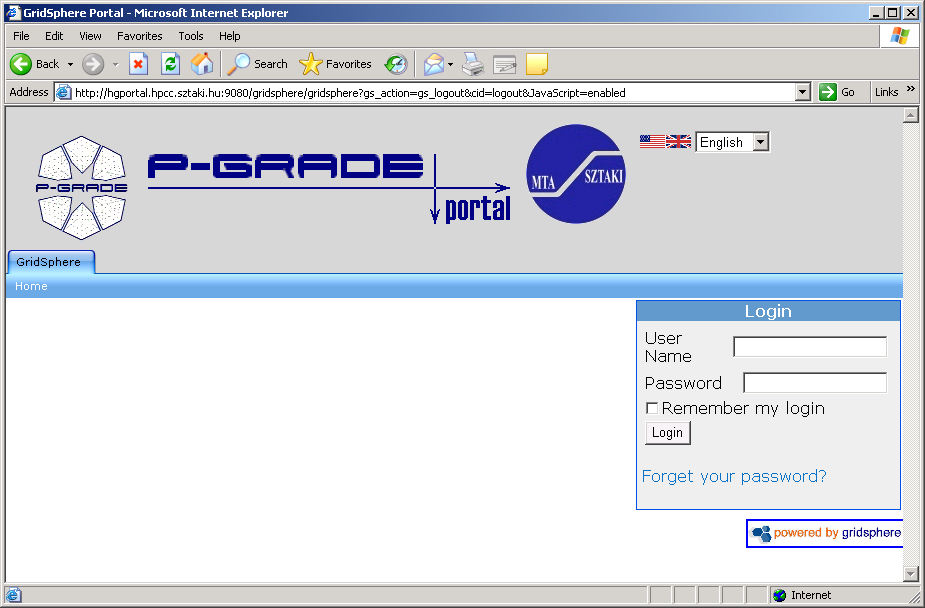 GridSphere Portal - Microsoft Internet Explorer
File Edit View Favorites Tools Help
Back Search Favorites
Address http://hgportal.hpcc.sztaki.hu:9080/gridsphere/gridsphere?gs_action=gs_logout&cid=logout&JavaScript=enabled Go Links »
P-GRADE
P-GRADE
portal
MTA SZTAKI
English
GridSphere
Home
Login
User
Name
Password
Remember my login
Login
Forget your password?
powered by gridsphere
Internet